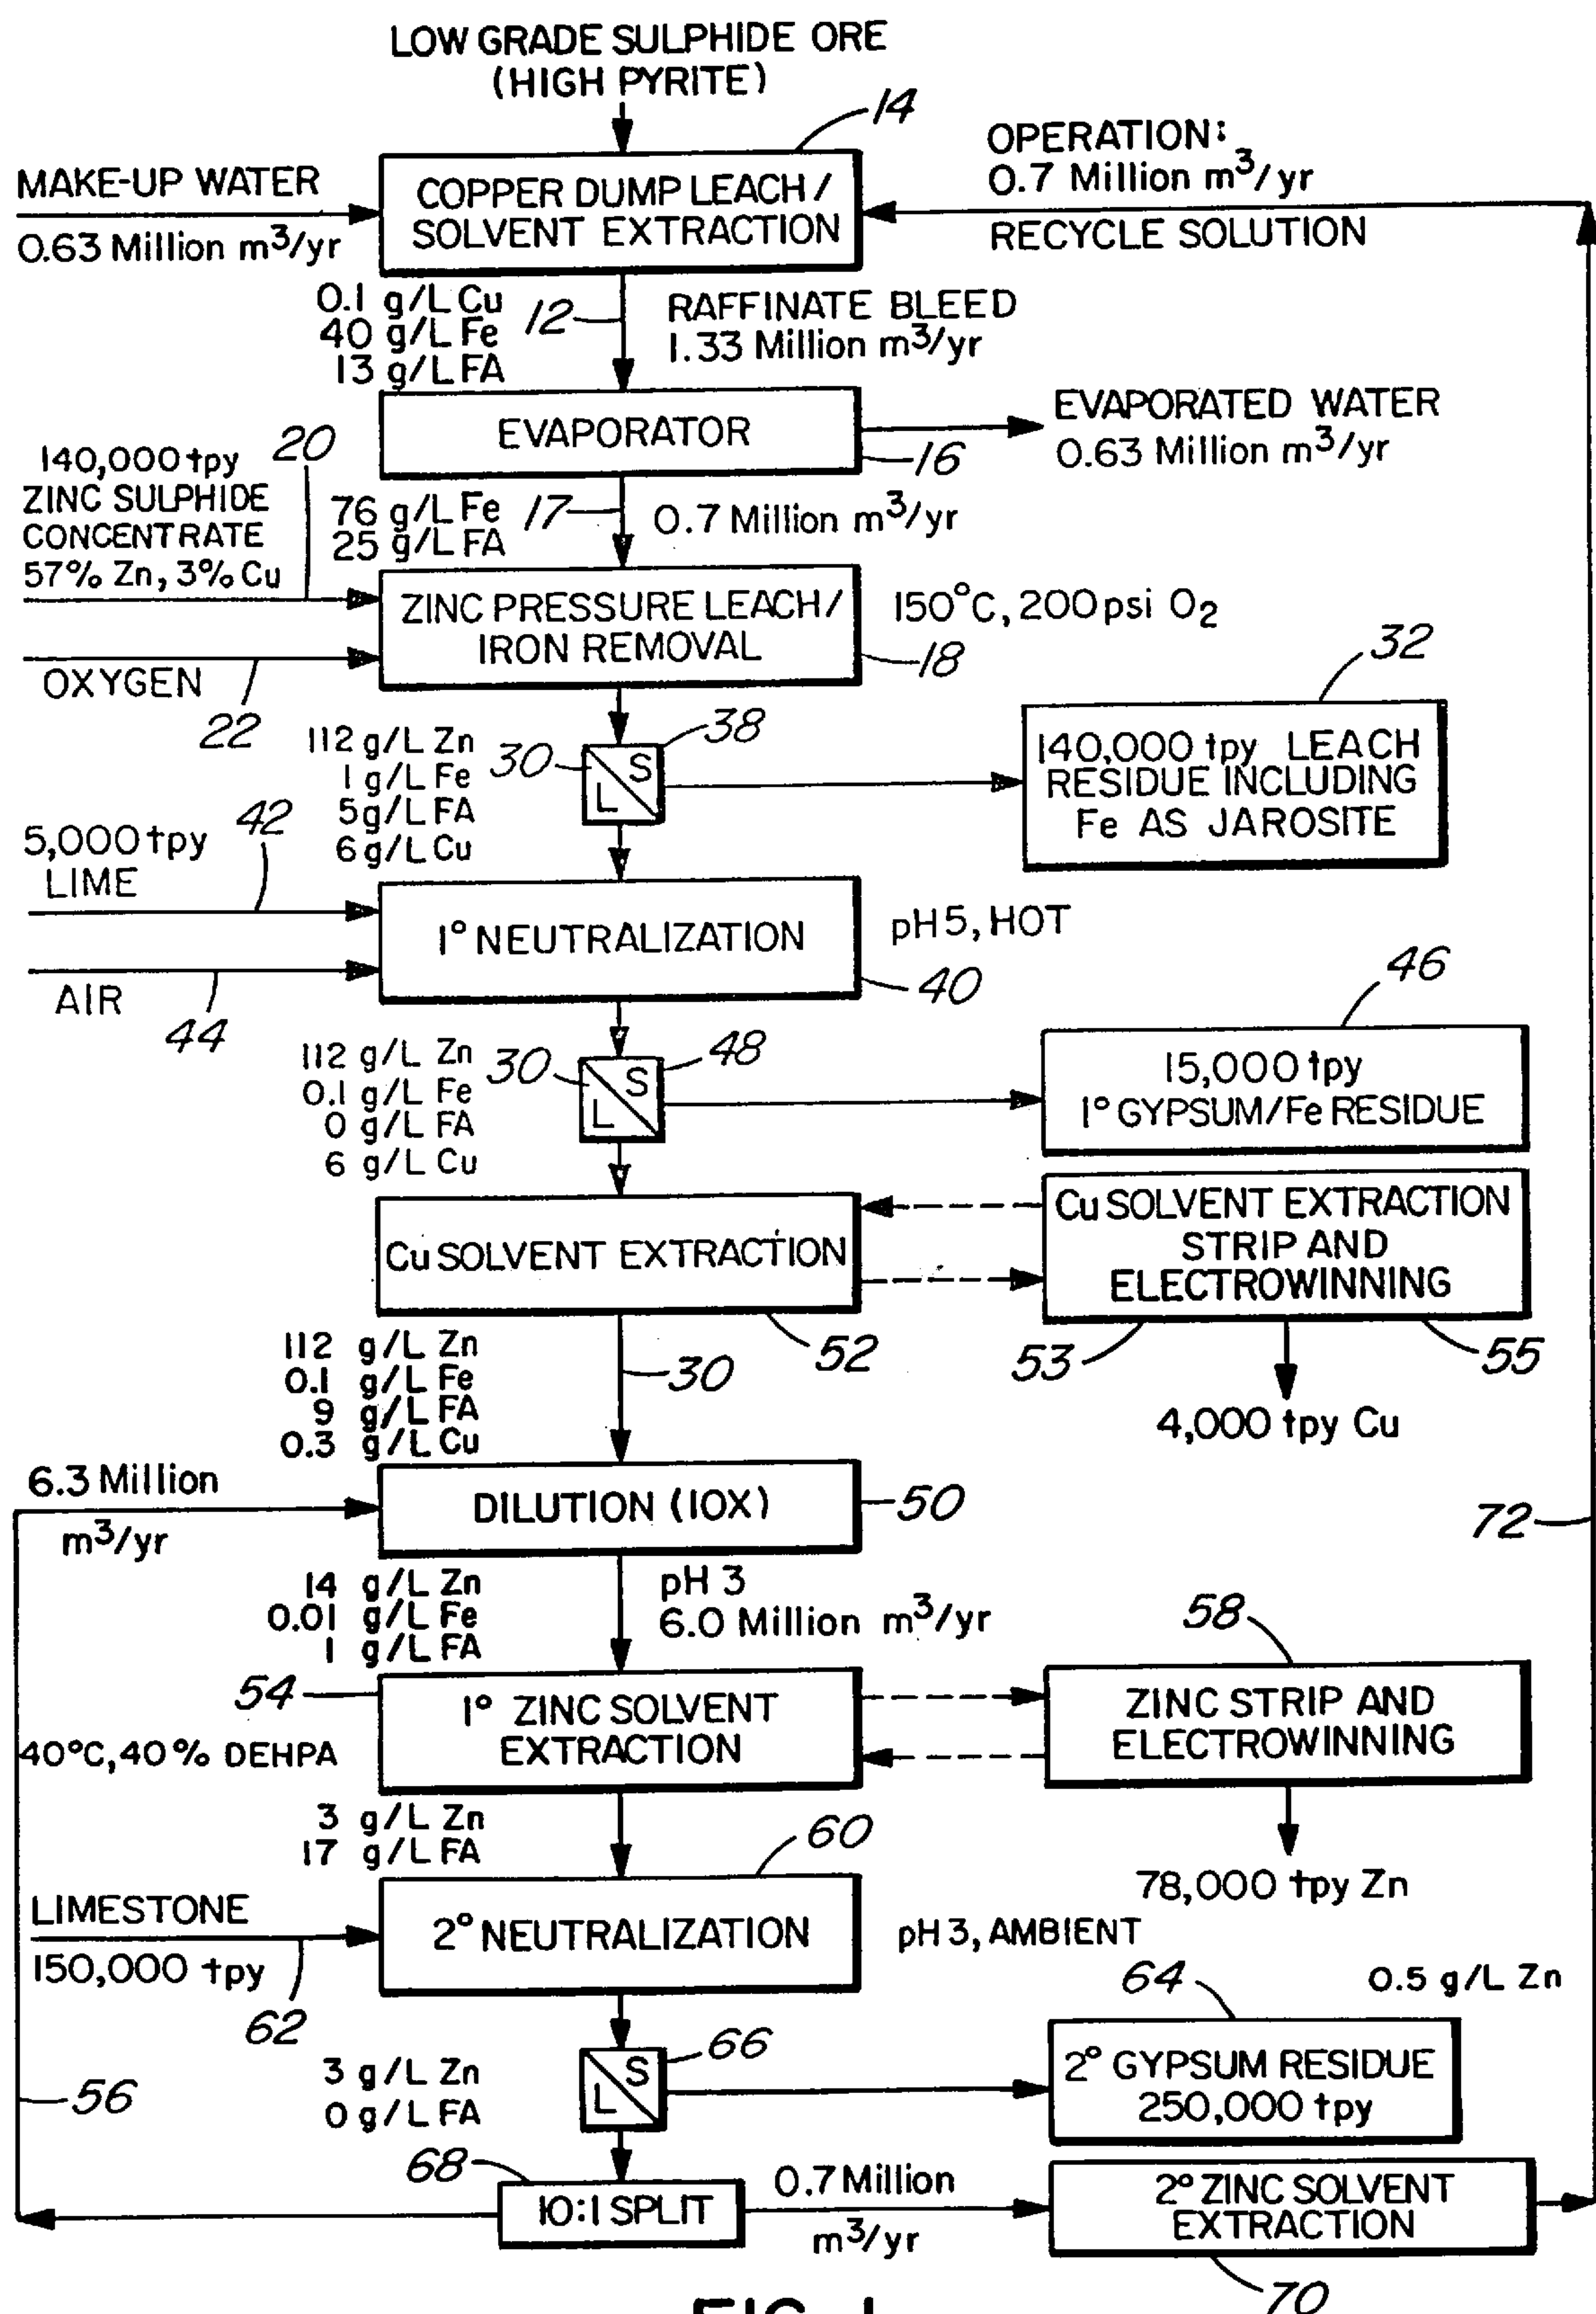 LOW GRADE SULPHIDE ORE
(HIGH PYRITE)
14
MAKE-UP WATER
0.63 Million m³/yr
COPPER DUMP LEACH/
SOLVENT EXTRACTION
OPERATION:
0.7 Million m³/yr
RECYCLE SOLUTION
0.1 g/L Cu
40 g/L Fe
13 g/L FA
12
RAFFINATE BLEED
1.33 Million m³/yr
EVAPORATOR
16
EVAPORATED WATER
0.63 Million m³/yr
140,000 tpy
ZINC SULPHIDE
CONCENTRATE
57% Zn, 3% Cu
20
76 g/L Fe
25 g/L FA
17
0.7 Million m³/yr
ZINC PRESSURE LEACH/
IRON REMOVAL
150°C, 200psi O₂
18
OXYGEN
22
112 g/L Zn
1 g/L Fe
5g/L FA
6g/L Cu
30
S
L
38
32
140,000 tpy LEACH
RESIDUE INCLUDING
Fe AS JAROSITE
5,000 tpy
LIME
42
AIR
44
1° NEUTRALIZATION
pH 5, HOT
40
112 g/L Zn
0.1 g/L Fe
0 g/L FA
6 g/L Cu
30
S
L
48
46
15,000 tpy
1° GYPSUM/Fe RESIDUE
Cu SOLVENT EXTRACTION
52
Cu SOLVENT EXTRACTION
STRIP AND
ELECTROWINNING
53
55
4,000 tpy Cu
112 g/L Zn
0.1 g/L Fe
9 g/L FA
0.3 g/L Cu
30
6.3 Million
m³/yr
DILUTION (10X)
50
72
14 g/L Zn
0.01 g/L Fe
1 g/L FA
pH 3
6.0 Million m³/yr
54
40°C, 40% DEHPA
1° ZINC SOLVENT
EXTRACTION
58
ZINC STRIP AND
ELECTROWINNING
78,000 tpy Zn
3 g/L Zn
17 g/L FA
60
LIMESTONE
150,000 tpy
62
2° NEUTRALIZATION
pH 3, AMBIENT
0.5 g/L Zn
3 g/L Zn
0 g/L FA
S
L
66
64
2° GYPSUM RESIDUE
250,000 tpy
56
68
10:1 SPLIT
0.7 Million
m³/yr
2° ZINC SOLVENT
EXTRACTION
70
FIG. 1